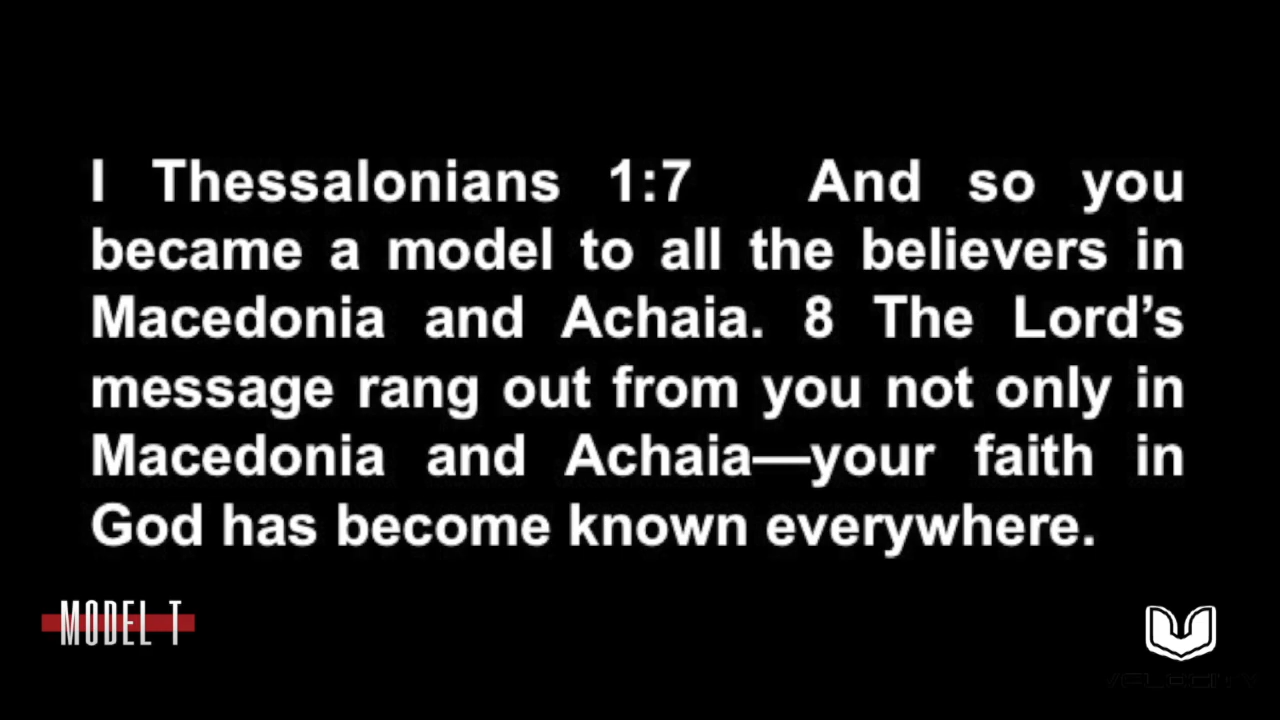 I Thessalonians 1:7 And so you
became a model to all the believers in
Macedonia and Achaia. 8 The Lord’s
message rang out from you not only in
Macedonia and Achaia—your faith in
God has become known everywhere.
MODEL T
VELOCITY